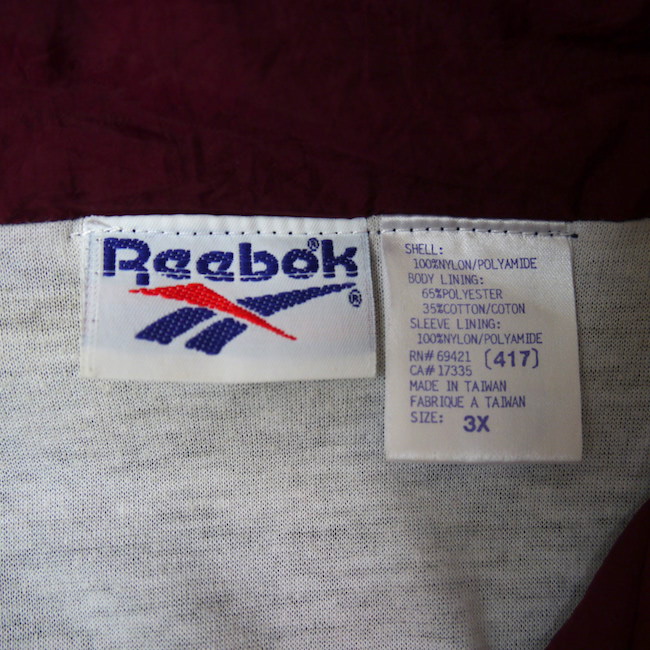 Reebok®
®
SHELL:
100%NYLON/POLYAMIDE
BODY LINING:
65%POLYESTER
35%COTTON/COTON
SLEEVE LINING:
100%NYLON/POLYAMIDE
RN# 69421 (417)
CA# 17335
MADE IN TAIWAN
FABRIQUE A TAIWAN
SIZE: 3X